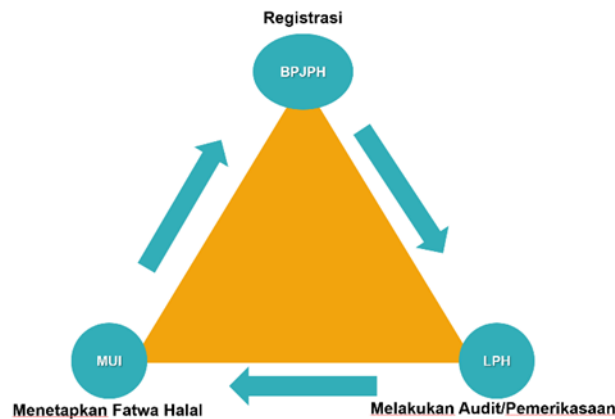 Registrasi
BPJPH
MUI
LPH
Menetapkan Fatwa Halal
Melakukan Audit/Pemerikasaan